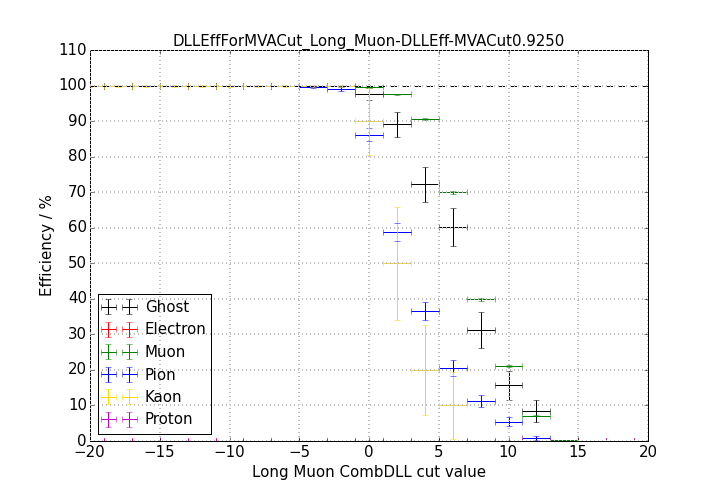 DLLEffForMVACut_Long_Muon-DLLEff-MVACut0.9250
110
100
90
80
70
60
50
40
30
20
10
0
Efficiency / %
Ghost
Electron
Muon
Pion
Kaon
Proton
−20 −15 −10 −5 0 5 10 15 20
Long Muon CombDLL cut value